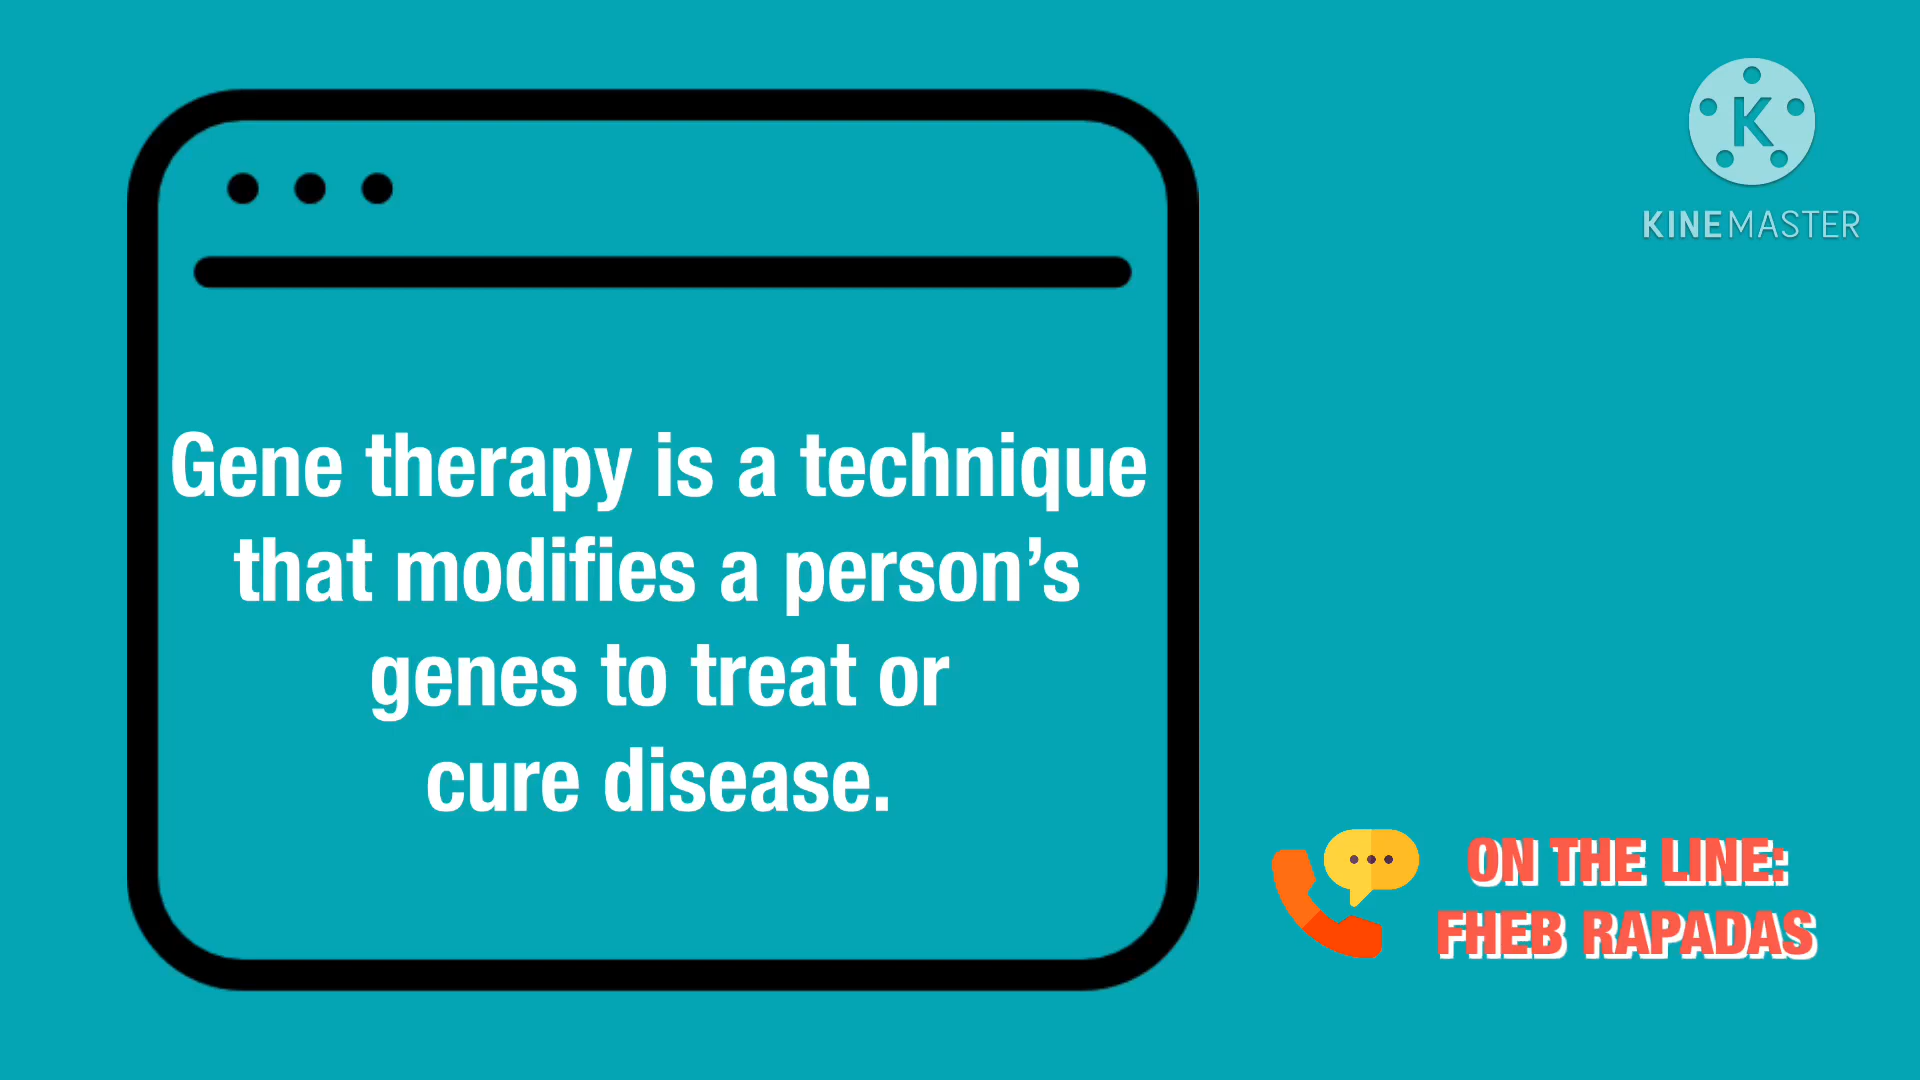 K
KINEMASTER
Gene therapy is a technique
that modifies a person’s
genes to treat or
cure disease.
ON THE LINE:
FHEB RAPADAS